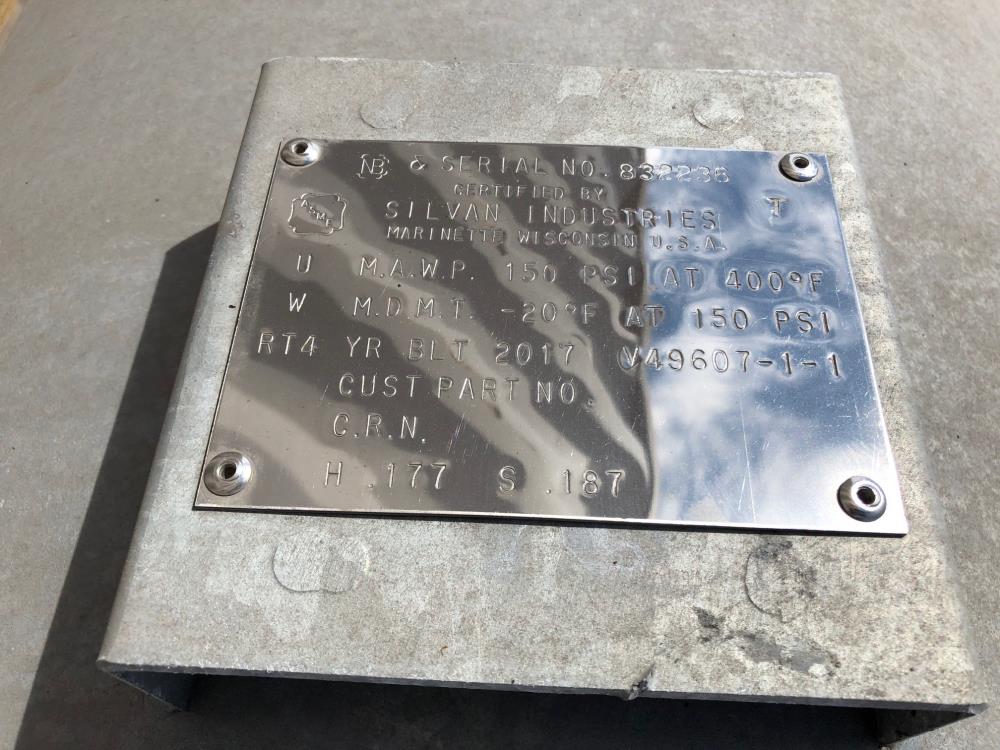 NB & SERIAL NO. 832236
CERTIFIED BY
ASME
SILVAN INDUSTRIES T
MARINETTE WISCONSIN U.S.A.
U M.A.W.P. 150 PSI AT 400°F
W M.D.M.T. -20°F AT 150 PSI
RT4 YR BLT 2017 V49607-1-1
CUST PART NO.
C.R.N.
H .177 S .187